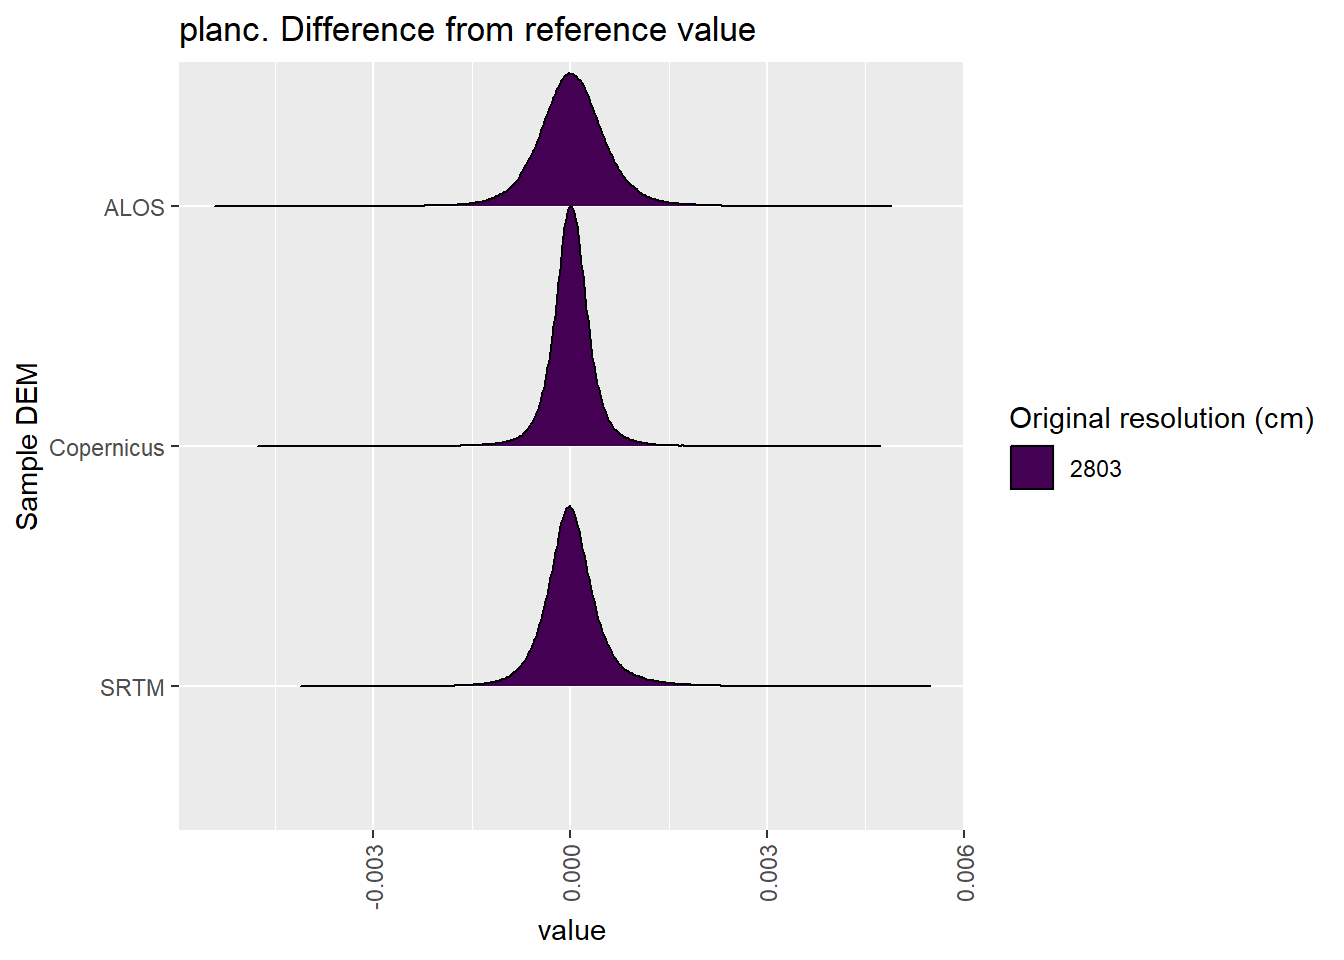 planc. Difference from reference value
ALOS
Copernicus
SRTM
Sample DEM
-0.003
0.000
0.003
0.006
value
Original resolution (cm)
2803